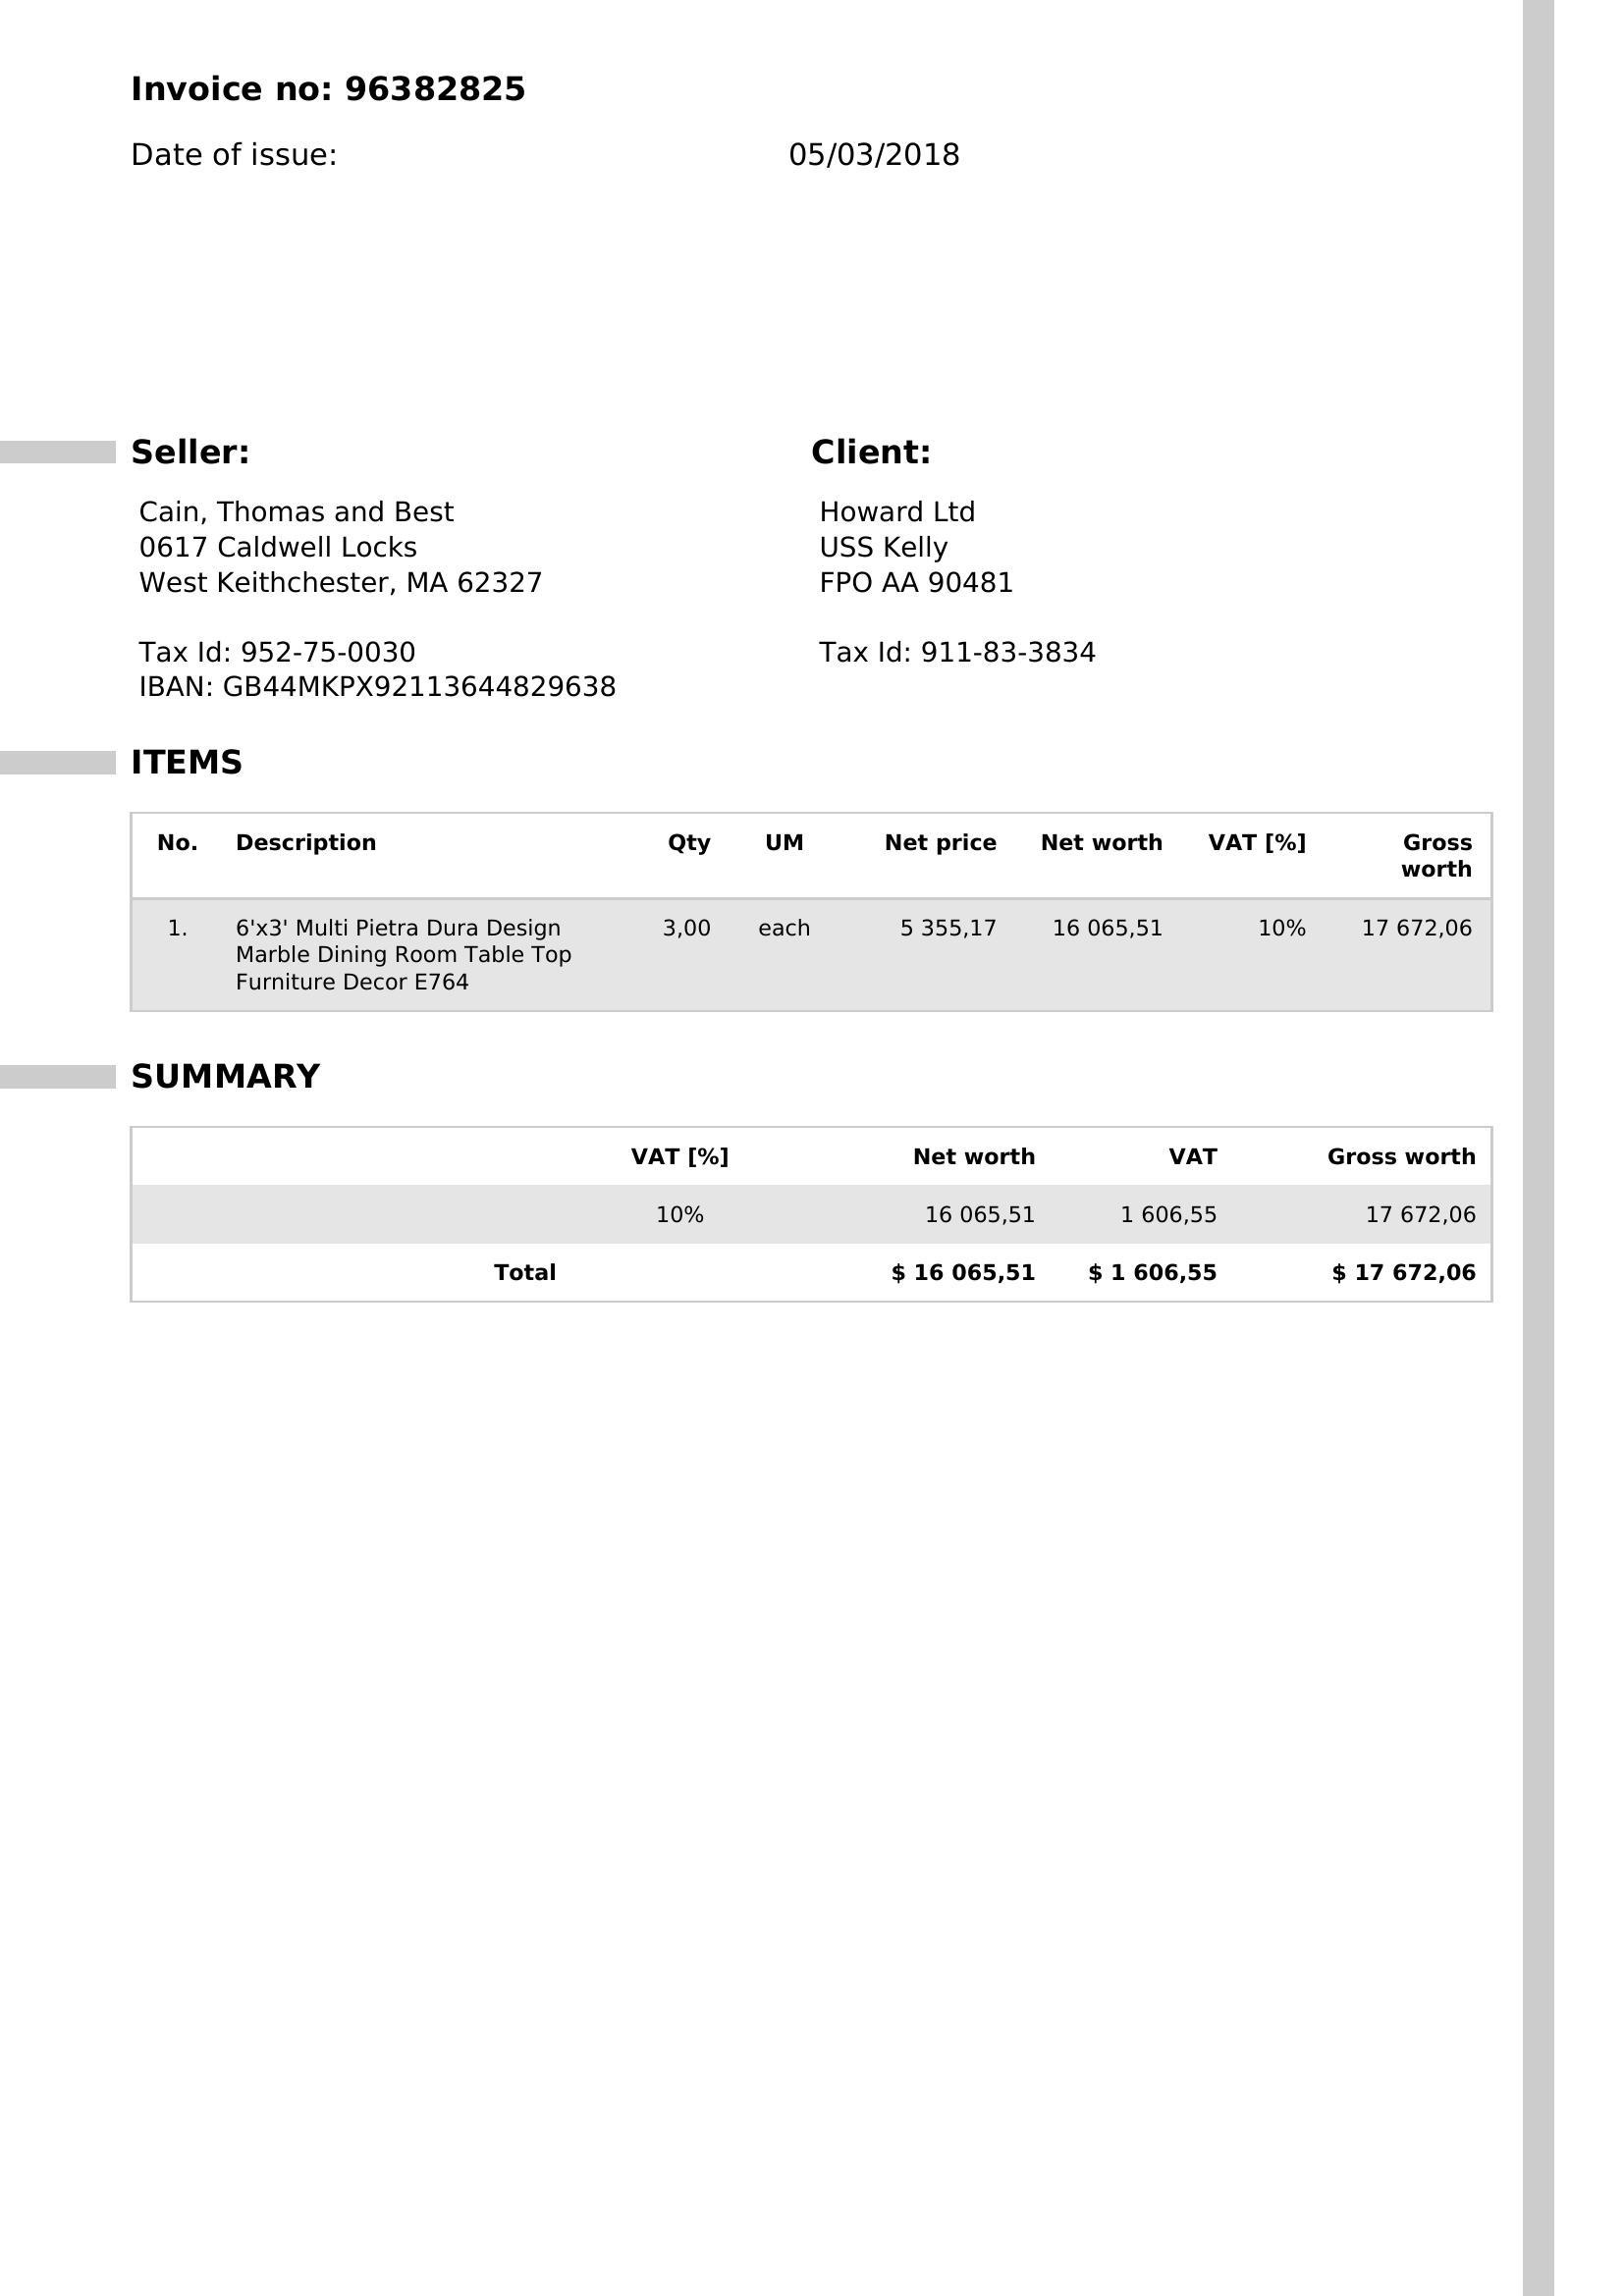 Invoice no: 96382825
Date of issue: 05/03/2018
Seller:
Cain, Thomas and Best
0617 Caldwell Locks
West Keithchester, MA 62327
Tax Id: 952-75-0030
IBAN: GB44MKPX92113644829638
Client:
Howard Ltd
USS Kelly
FPO AA 90481
Tax Id: 911-83-3834
ITEMS
No. Description Qty UM Net price Net worth VAT [%] Gross
worth
1. 6'x3' Multi Pietra Dura Design 3,00 each 5 355,17 16 065,51 10% 17 672,06
Marble Dining Room Table Top
Furniture Decor E764
SUMMARY
VAT [%] Net worth VAT Gross worth
10% 16 065,51 1 606,55 17 672,06
Total $ 16 065,51 $ 1 606,55 $ 17 672,06